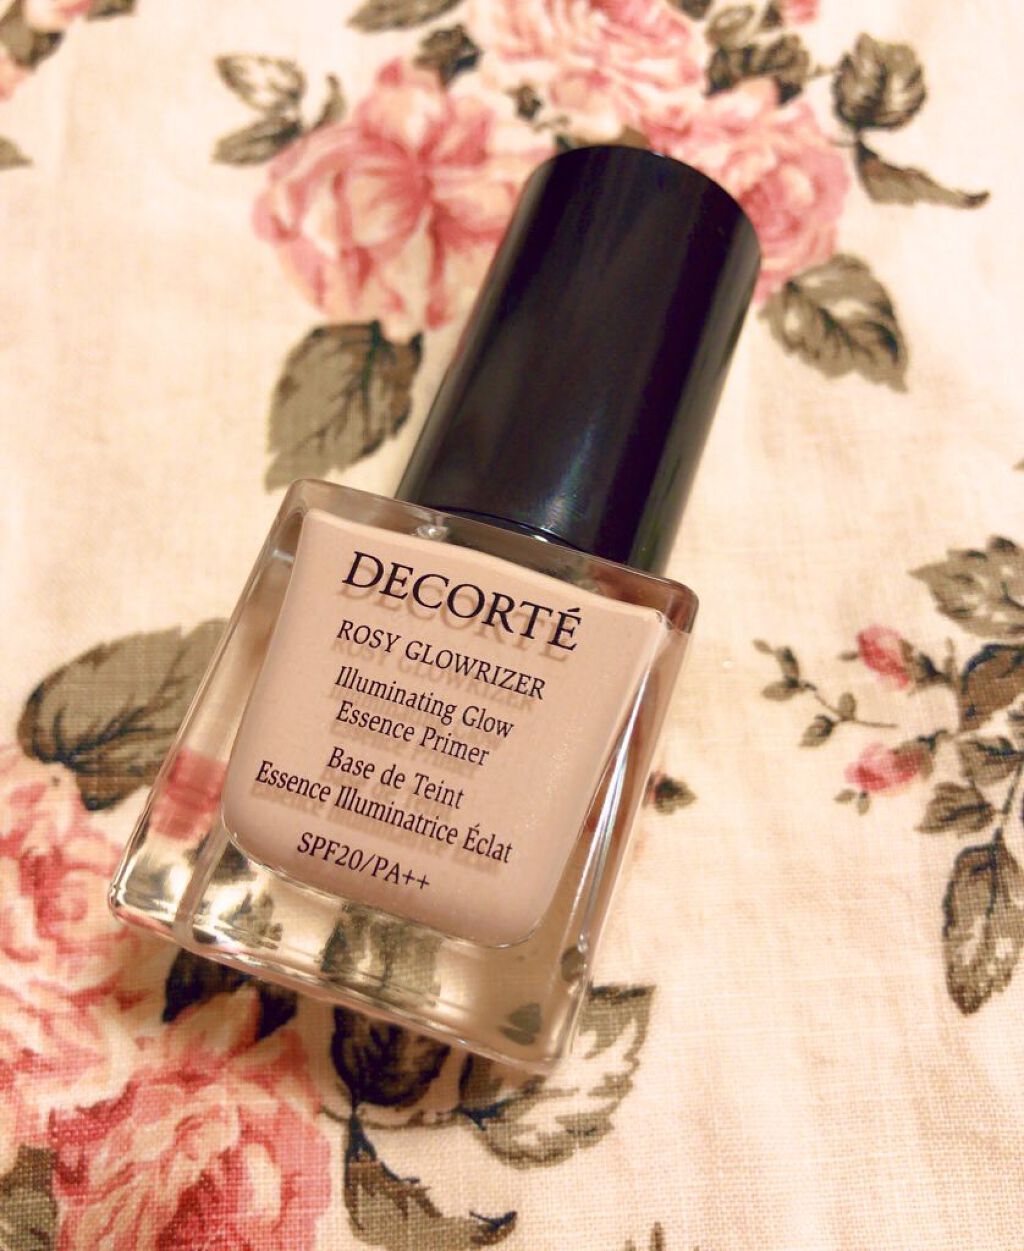 DECORTÉ
ROSY GLOWRIZER
Illuminating Glow
Essence Primer
Base de Teint
Essence Illuminatrice Éclat
SPF20/PA++